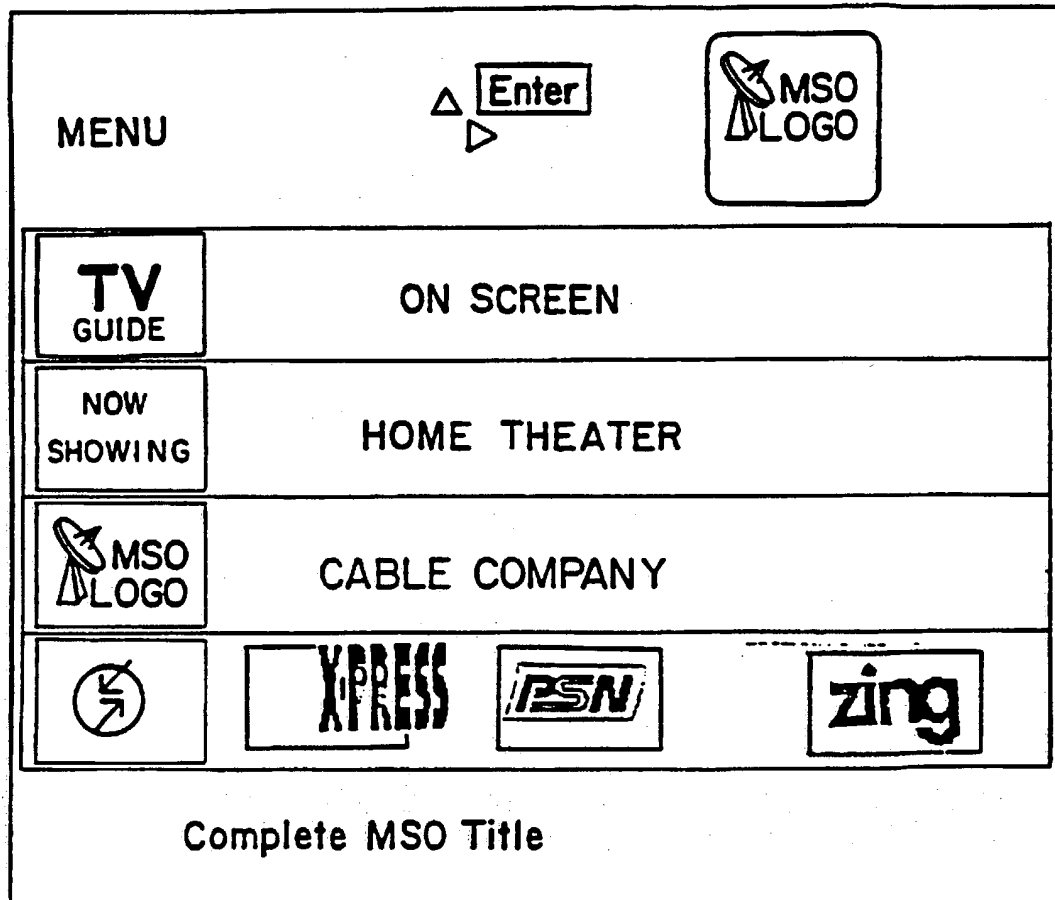 MENU
Enter
MSO
LOGO
TV
GUIDE
ON SCREEN
NOW
SHOWING
HOME THEATER
MSO
LOGO
CABLE COMPANY
X·PRESS
PSN
zing
Complete MSO Title